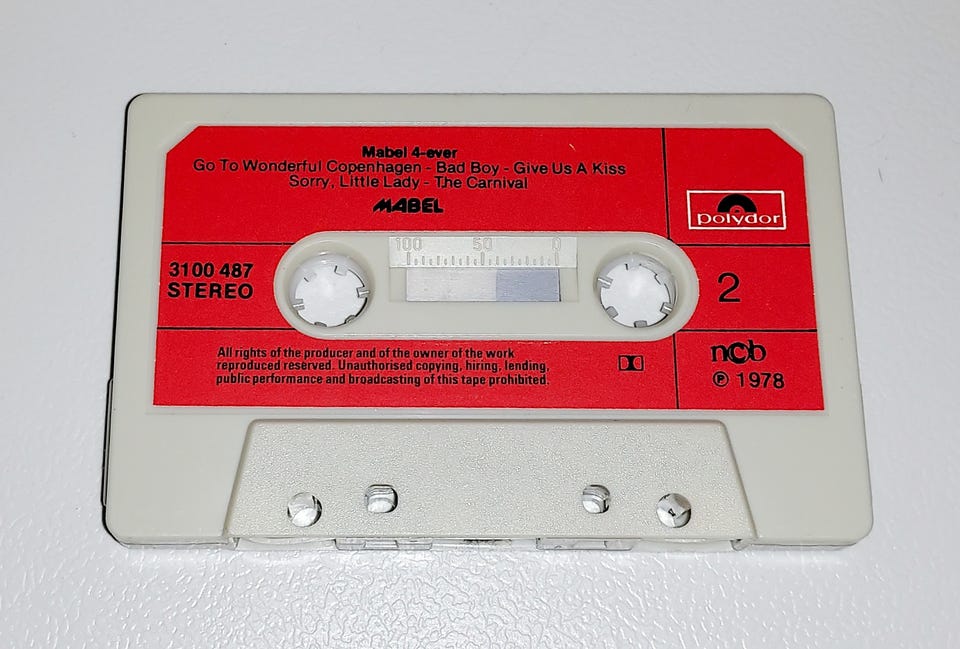 Mabel 4-ever
Go To Wonderful Copenhagen - Bad Boy - Give Us A Kiss
Sorry, Little Lady - The Carnival
MABEL
polydor
3100 487
STEREO
100 50 0
2
All rights of the producer and of the owner of the work
reproduced reserved. Unauthorised copying, hiring, lending,
public performance and broadcasting of this tape prohibited.
ncb
℗ 1978